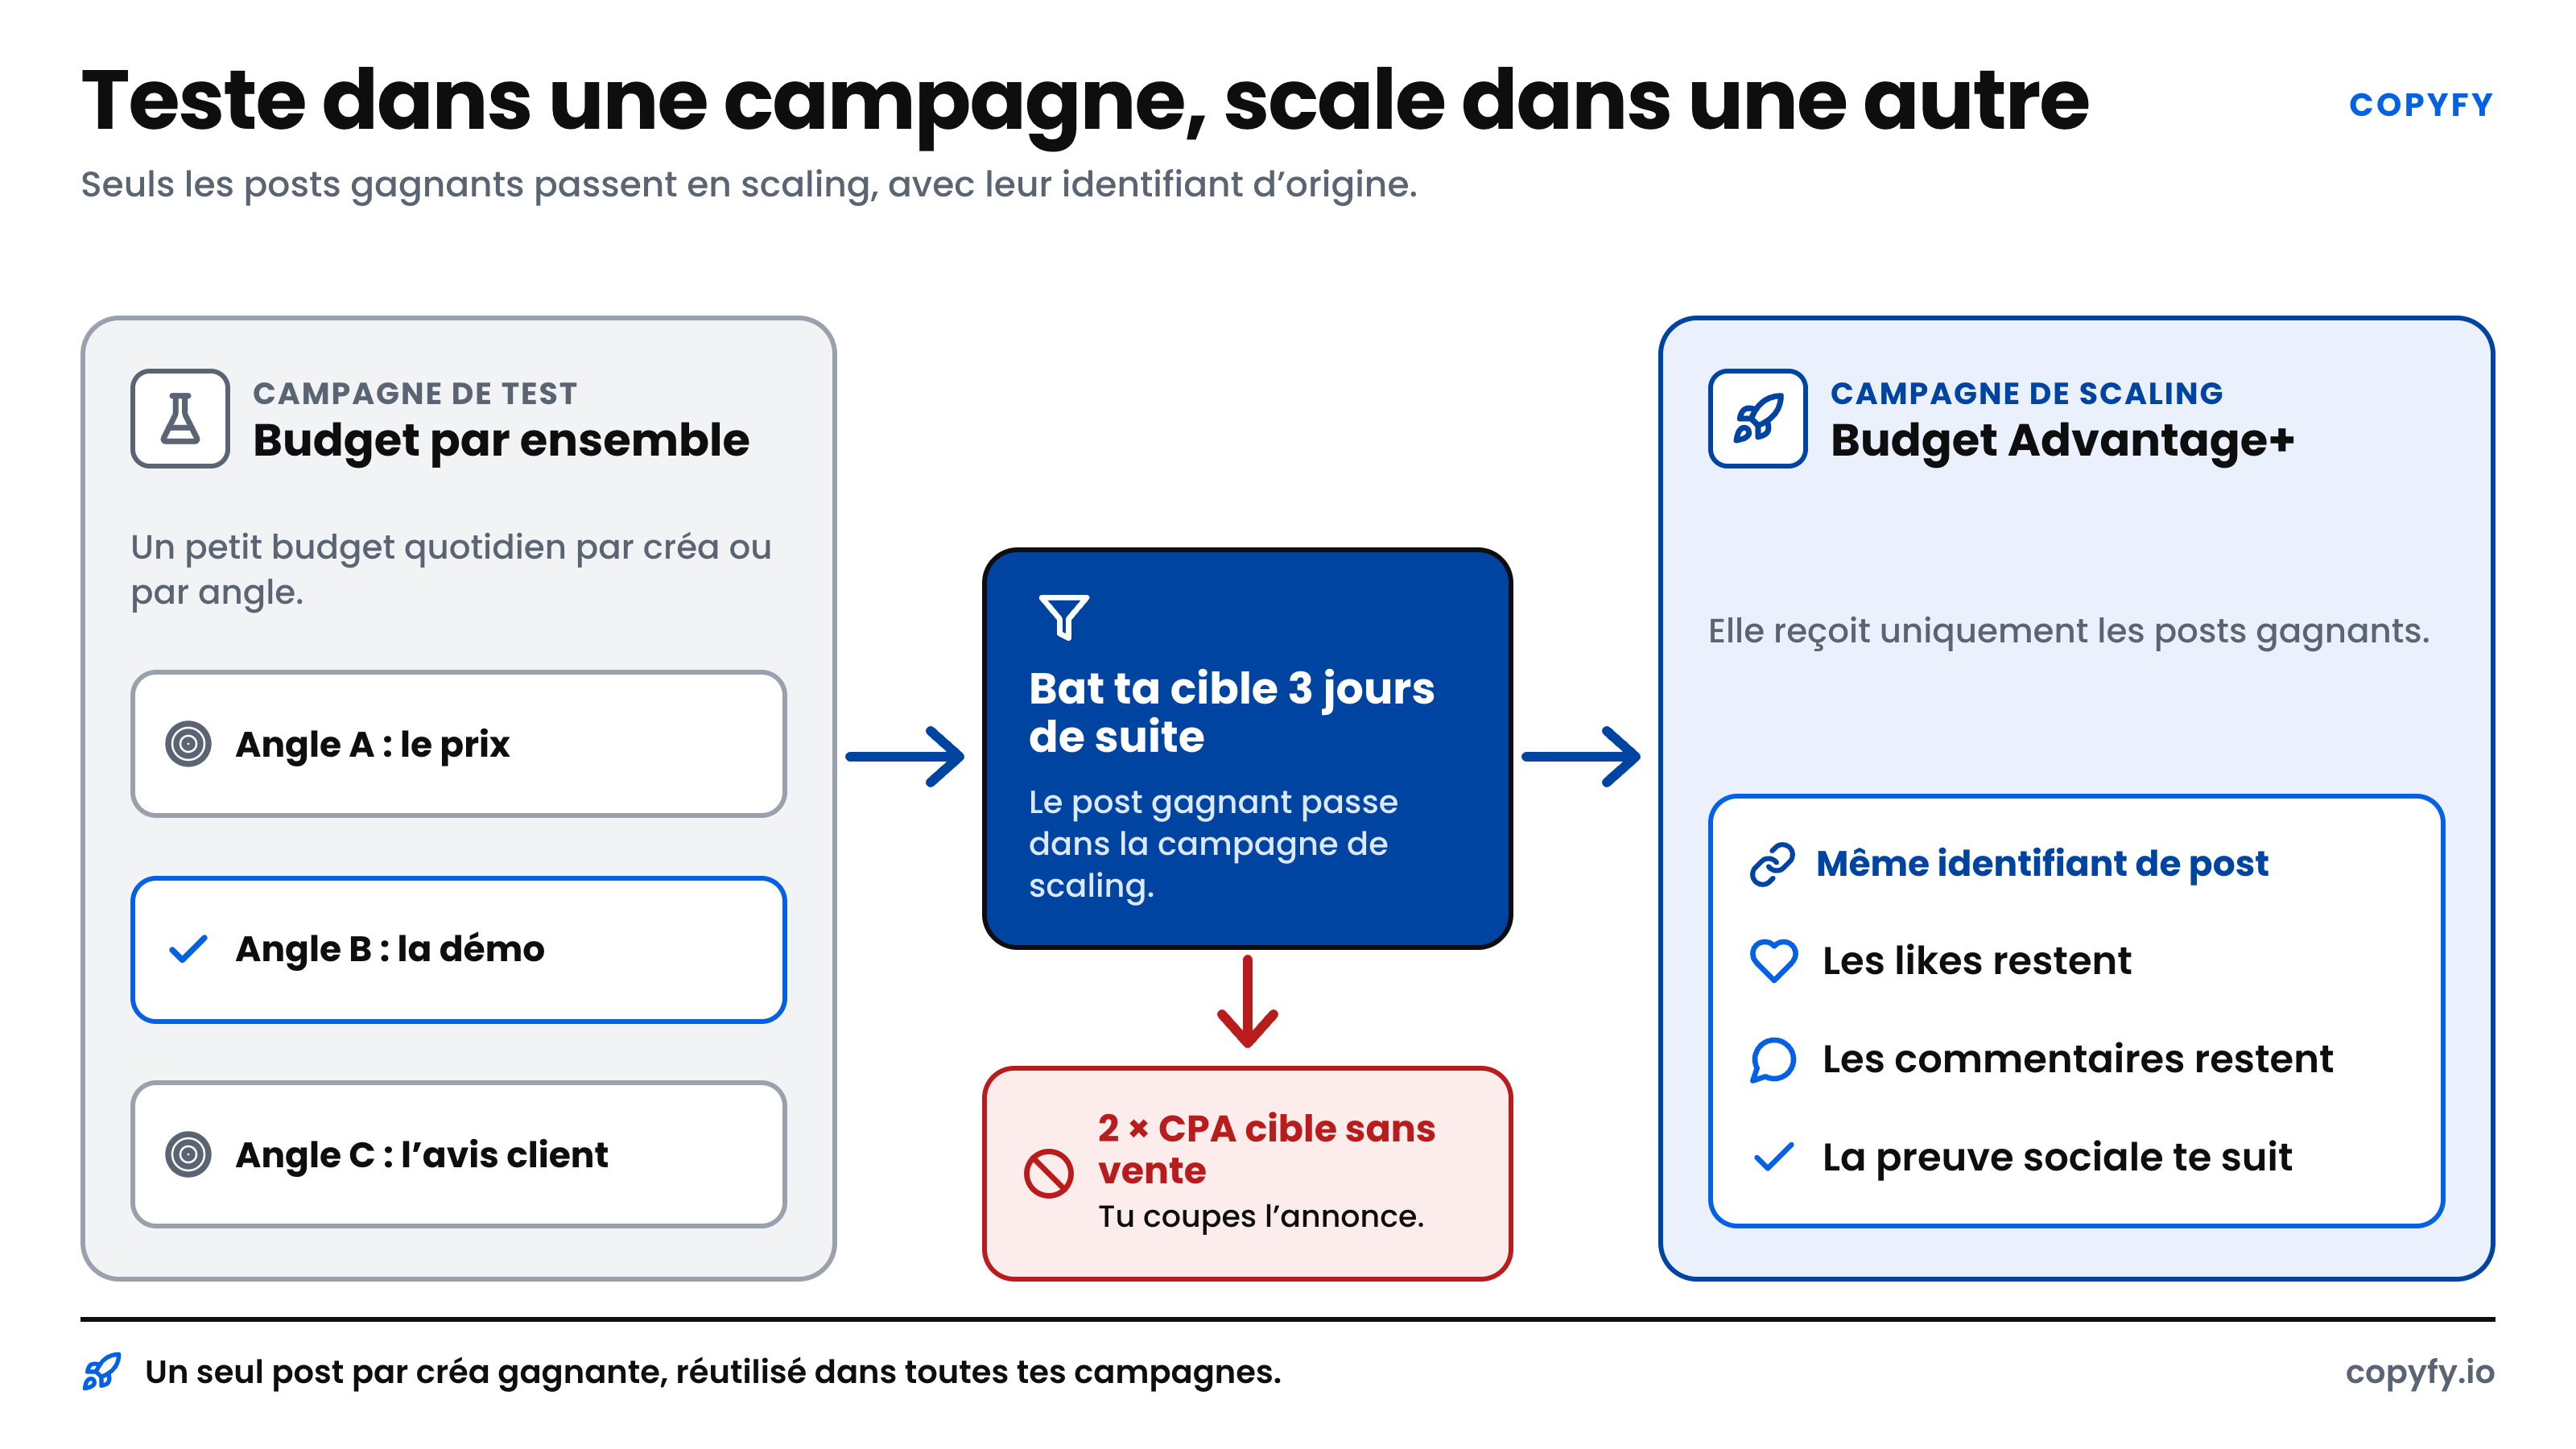 Teste dans une campagne, scale dans une autre
COPYFY
Seuls les posts gagnants passent en scaling, avec leur identifiant d’origine.
CAMPAGNE DE TEST
Budget par ensemble
Un petit budget quotidien par créa ou
par angle.
Angle A : le prix
Angle B : la démo
Angle C : l’avis client
Bat ta cible 3 jours
de suite
Le post gagnant passe
dans la campagne de
scaling.
2 × CPA cible sans
vente
Tu coupes l’annonce.
CAMPAGNE DE SCALING
Budget Advantage+
Elle reçoit uniquement les posts gagnants.
Même identifiant de post
Les likes restent
Les commentaires restent
La preuve sociale te suit
Un seul post par créa gagnante, réutilisé dans toutes tes campagnes.
copyfy.io